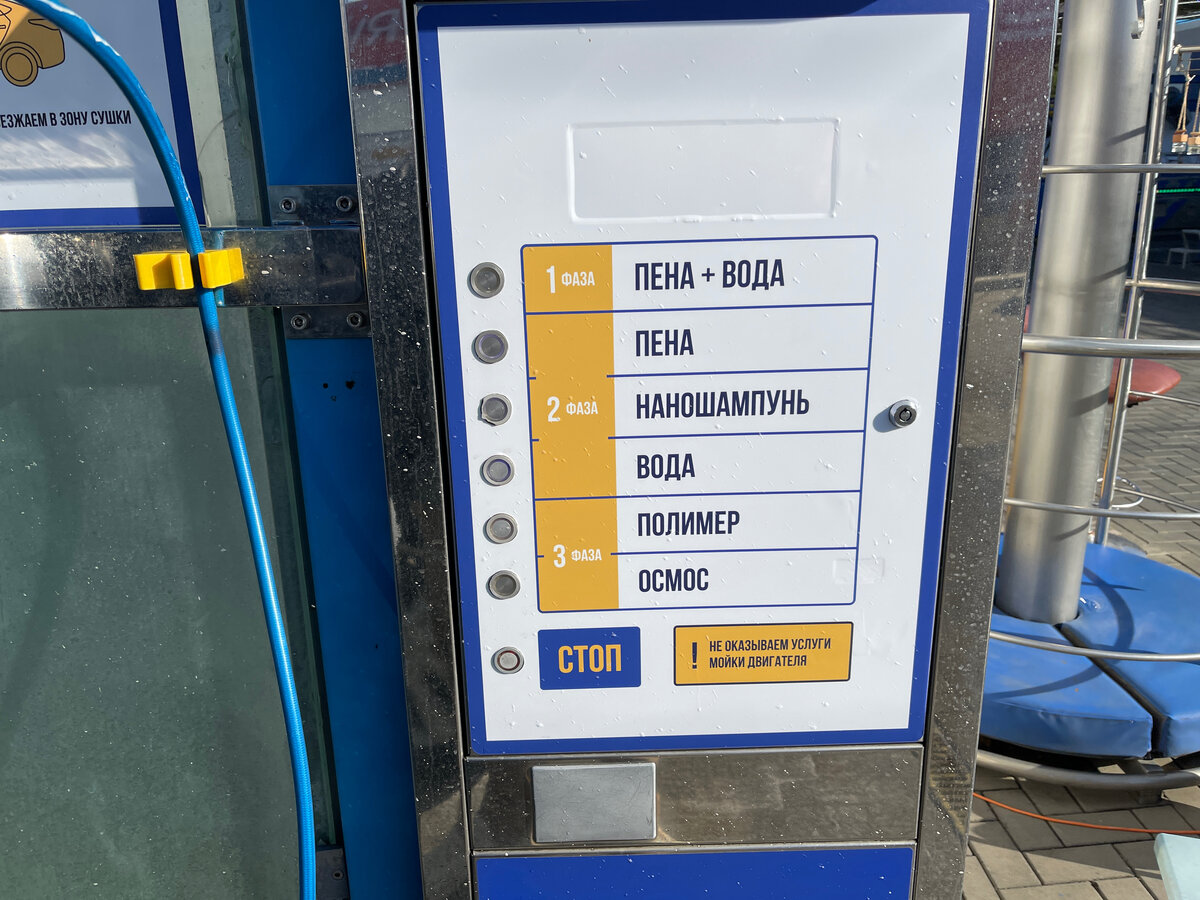 ЕЗЖАЕМ В ЗОНУ СУШКИ
1 ФАЗА
ПЕНА + ВОДА
2 ФАЗА
ПЕНА
НАНОШАМПУНЬ
ВОДА
3 ФАЗА
ПОЛИМЕР
ОСМОС
СТОП
! НЕ ОКАЗЫВАЕМ УСЛУГИ
МОЙКИ ДВИГАТЕЛЯ